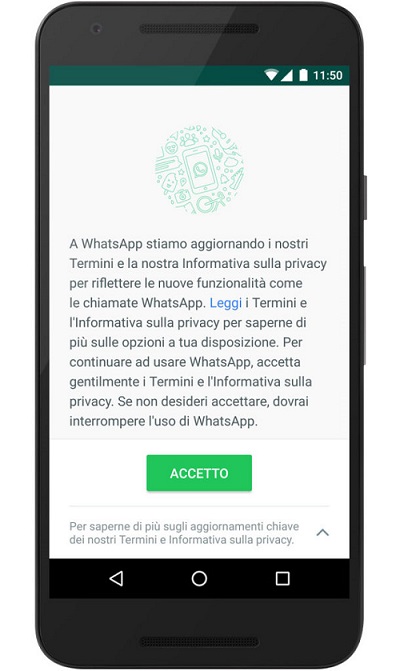 11:50
A WhatsApp stiamo aggiornando i nostri
Termini e la nostra Informativa sulla privacy
per riflettere le nuove funzionalità come
le chiamate WhatsApp. Leggi i Termini e
l'Informativa sulla privacy per saperne di
più sulle opzioni a tua disposizione. Per
continuare ad usare WhatsApp, accetta
gentilmente i Termini e l'Informativa sulla
privacy. Se non desideri accettare, dovrai
interrompere l'uso di WhatsApp.
ACCETTO
Per saperne di più sugli aggiornamenti chiave
dei nostri Termini e Informativa sulla privacy.